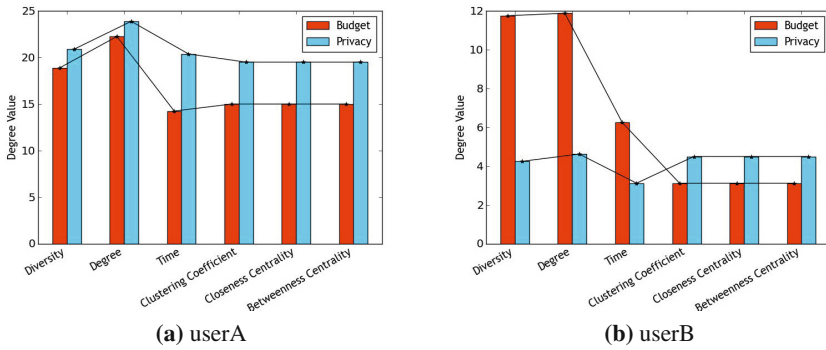 25
20
15
10
5
0
Degree Value
Budget
Privacy
Diversity
Degree
Time
Clustering Coefficient
Closeness Centrality
Betweenness Centrality
(a) userA
12
10
8
6
4
2
0
Degree Value
Budget
Privacy
Diversity
Degree
Time
Clustering Coefficient
Closeness Centrality
Betweenness Centrality
(b) userB